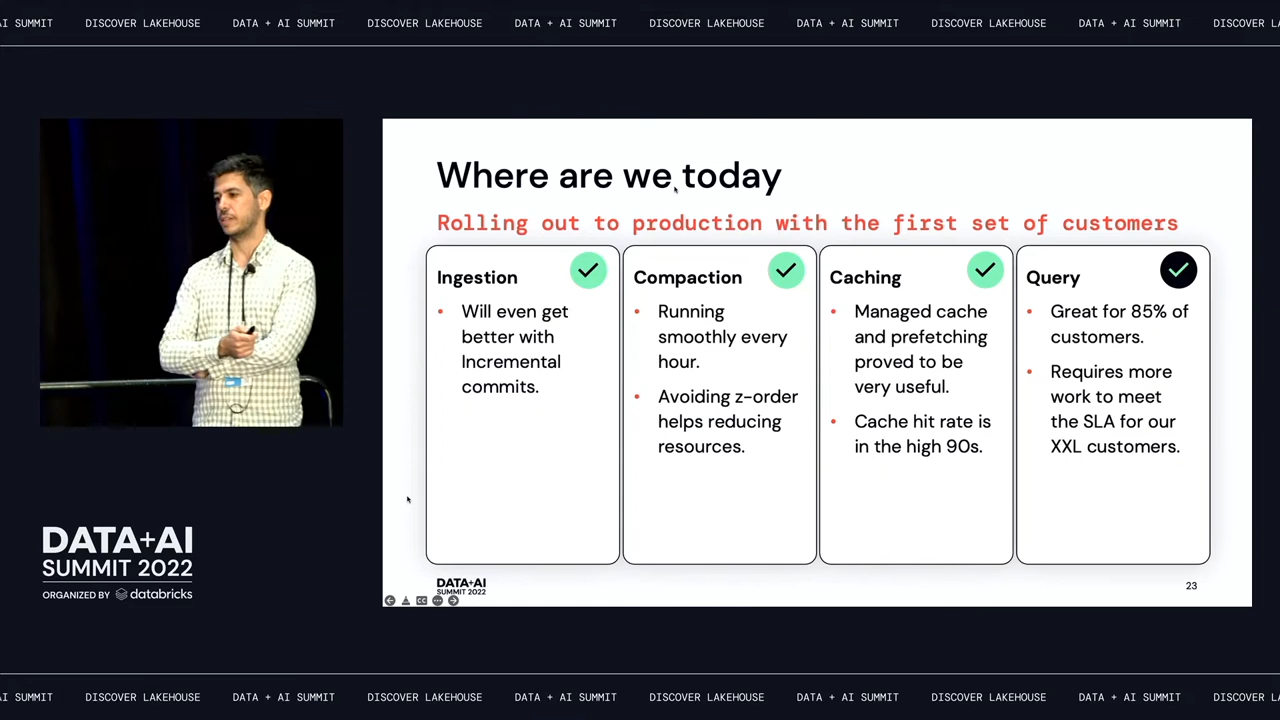 AI SUMMIT DISCOVER LAKEHOUSE DATA + AI SUMMIT DISCOVER LAKEHOUSE DATA + AI SUMMIT DISCOVER LAKEHOUSE DATA + AI SUMMIT DISCOVER LAKEHOUSE DATA + AI SUMMIT DISCOVER
Where are we today
Rolling out to production with the first set of customers
Ingestion
• Will even get
better with
Incremental
commits.
Compaction
• Running
smoothly every
hour.
• Avoiding z-order
helps reducing
resources.
Caching
• Managed cache
and prefetching
proved to be
very useful.
• Cache hit rate is
in the high 90s.
Query
• Great for 85% of
customers.
• Requires more
work to meet
the SLA for our
XXL customers.
DATA+AI
SUMMIT 2022
23
CC
DATA+AI
SUMMIT 2022
ORGANIZED BY databricks
AI SUMMIT DISCOVER LAKEHOUSE DATA + AI SUMMIT DISCOVER LAKEHOUSE DATA + AI SUMMIT DISCOVER LAKEHOUSE DATA + AI SUMMIT DISCOVER LAKEHOUSE DATA + AI SUMMIT DISCOVER